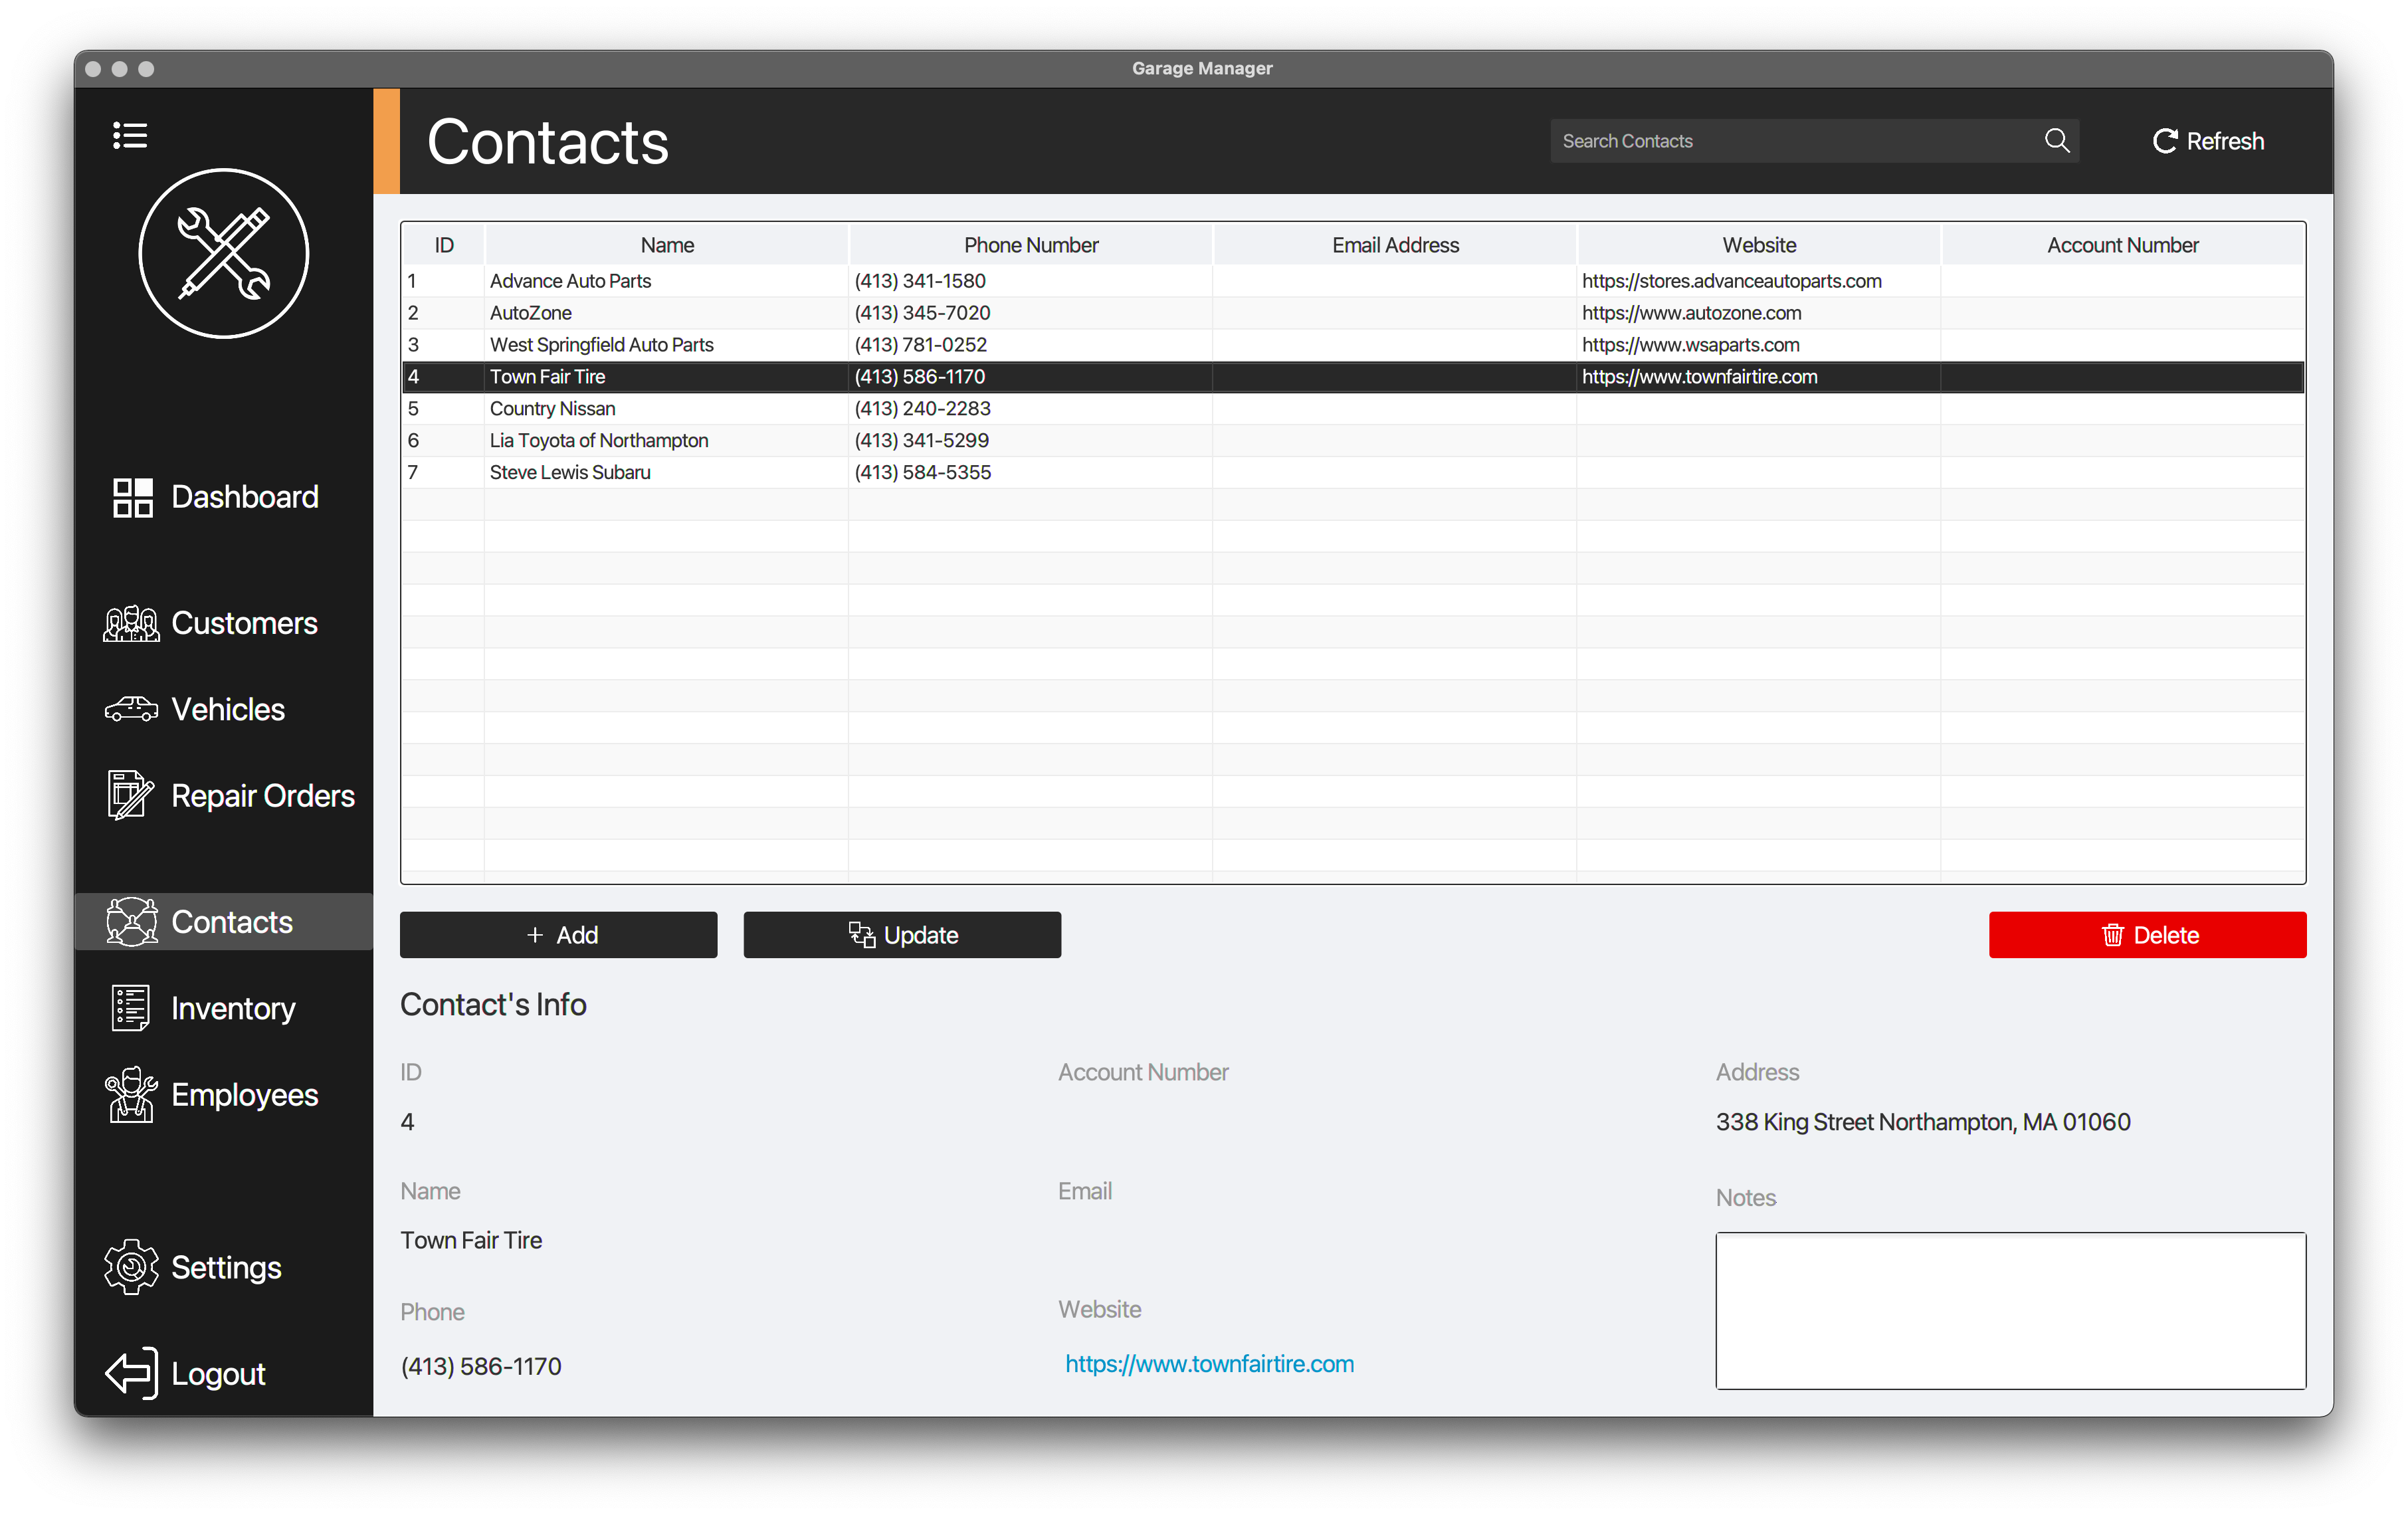 Garage Manager
Contacts
Search Contacts
Refresh
Dashboard
Customers
Vehicles
Repair Orders
Contacts
Inventory
Employees
Settings
Logout
ID Name Phone Number Email Address Website Account Number
1 Advance Auto Parts (413) 341-1580 https://stores.advanceautoparts.com
2 AutoZone (413) 345-7020 https://www.autozone.com
3 West Springfield Auto Parts (413) 781-0252 https://www.wsaparts.com
4 Town Fair Tire (413) 586-1170 https://www.townfairtire.com
5 Country Nissan (413) 240-2283
6 Lia Toyota of Northampton (413) 341-5299
7 Steve Lewis Subaru (413) 584-5355
+ Add Update Delete
Contact's Info
ID Account Number Address
4 338 King Street Northampton, MA 01060
Name Email Notes
Town Fair Tire
Phone Website
(413) 586-1170 https://www.townfairtire.com